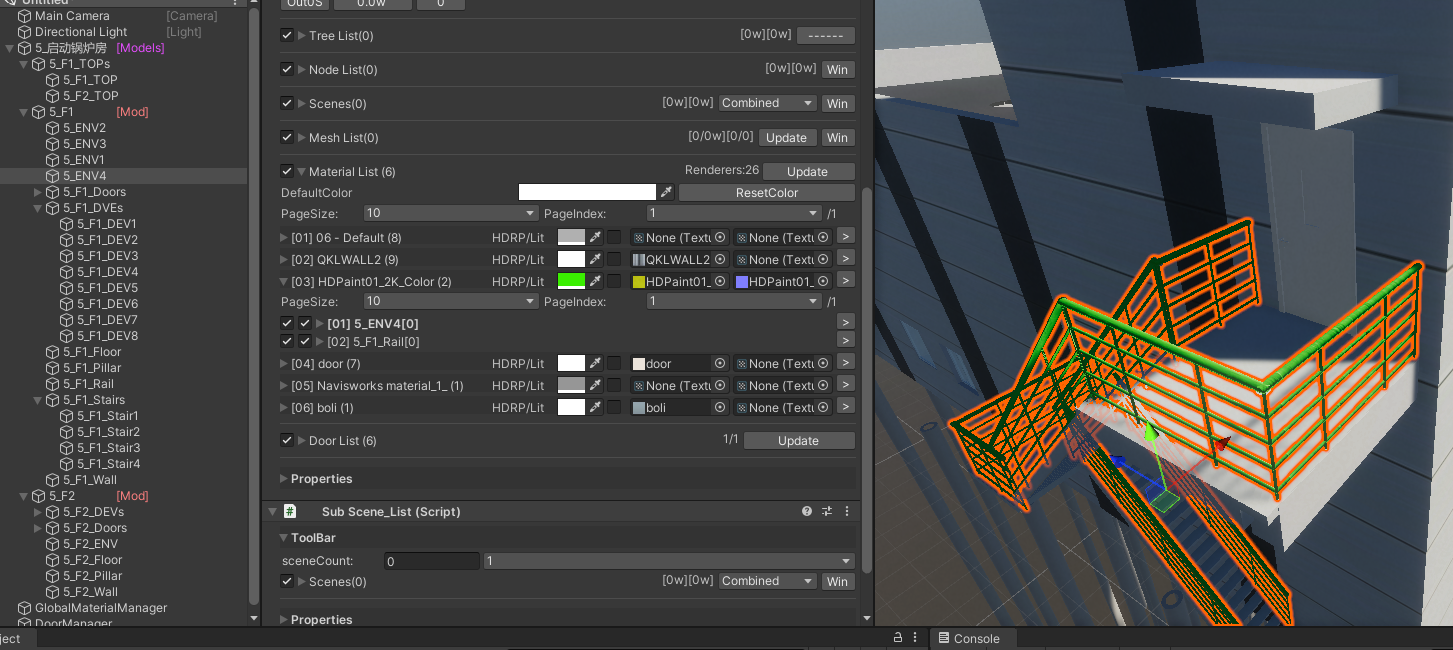 Untitled
Main Camera [Camera]
Directional Light [Light]
5_启动锅炉房 [Models]
5_F1_TOPs
5_F1_TOP
5_F2_TOP
5_F1 [Mod]
5_ENV2
5_ENV3
5_ENV1
5_ENV4
5_F1_Doors
5_F1_DVEs
5_F1_DEV1
5_F1_DEV2
5_F1_DEV3
5_F1_DEV4
5_F1_DEV5
5_F1_DEV6
5_F1_DEV7
5_F1_DEV8
5_F1_Floor
5_F1_Pillar
5_F1_Rail
5_F1_Stairs
5_F1_Stair1
5_F1_Stair2
5_F1_Stair3
5_F1_Stair4
5_F1_Wall
5_F2 [Mod]
5_F2_DEVs
5_F2_Doors
5_F2_ENV
5_F2_Floor
5_F2_Pillar
5_F2_Wall
GlobalMaterialManager
DoorManager
ject
Out0S 0.0w 0
Tree List(0) [0w][0w] ------
Node List(0) [0w][0w] Win
Scenes(0) [0w][0w] Combined Win
Mesh List(0) [0/0w][0/0] Update Win
Material List (6) Renderers:26 Update
DefaultColor ResetColor
PageSize: 10 PageIndex: 1 /1
[01] 06 - Default (8) HDRP/Lit None (Textu None (Textu >
[02] QKLWALL2 (9) HDRP/Lit QKLWALL2 None (Textu >
[03] HDPaint01_2K_Color (2) HDRP/Lit HDPaint01_ HDPaint01_ >
PageSize: 10 PageIndex: 1 /1
[01] 5_ENV4[0] >
[02] 5_F1_Rail[0] >
[04] door (7) HDRP/Lit door None (Textu >
[05] Navisworks material_1_ (1) HDRP/Lit None (Textu None (Textu >
[06] boli (1) HDRP/Lit boli None (Textu >
Door List (6) 1/1 Update
Properties
# Sub Scene_List (Script)
ToolBar
sceneCount: 0 1
Scenes(0) [0w][0w] Combined Win
Properties
Console